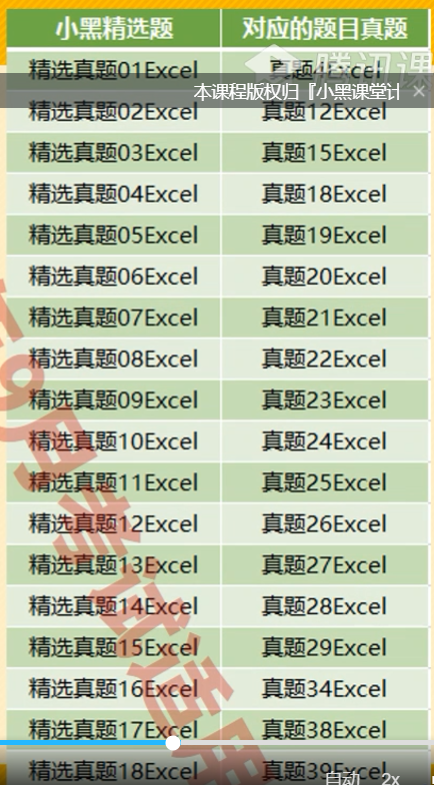 小黑精选题 对应的题目真题
腾讯课
精选真题01Excel 真题4Excel
本课程版权归『小黑课堂计 ×
精选真题02Excel 真题12Excel
精选真题03Excel 真题15Excel
精选真题04Excel 真题18Excel
精选真题05Excel 真题19Excel
精选真题06Excel 真题20Excel
精选真题07Excel 真题21Excel
精选真题08Excel 真题22Excel
精选真题09Excel 真题23Excel
精选真题10Excel 真题24Excel
精选真题11Excel 真题25Excel
精选真题12Excel 真题26Excel
精选真题13Excel 真题27Excel
精选真题14Excel 真题28Excel
精选真题15Excel 真题29Excel
精选真题16Excel 真题34Excel
精选真题17Excel 真题38Excel
精选真题18Excel 真题39Excel
9月考试适用
自动 2x